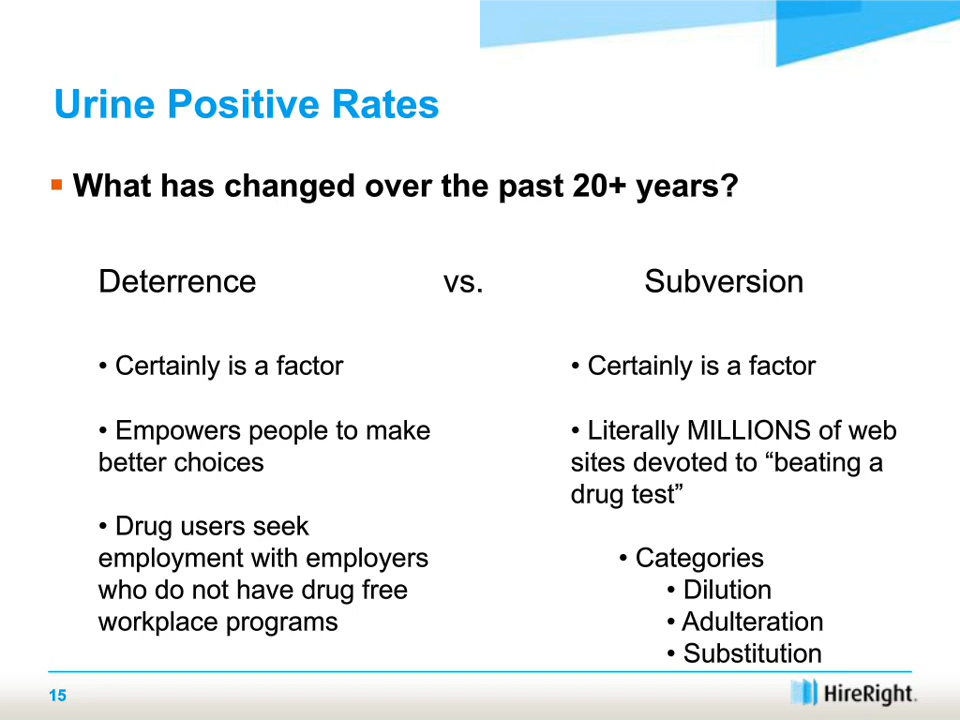 Urine Positive Rates
▪ What has changed over the past 20+ years?
Deterrence vs. Subversion
• Certainly is a factor
• Empowers people to make
better choices
• Drug users seek
employment with employers
who do not have drug free
workplace programs
• Certainly is a factor
• Literally MILLIONS of web
sites devoted to “beating a
drug test”
• Categories
• Dilution
• Adulteration
• Substitution
15
HireRight.